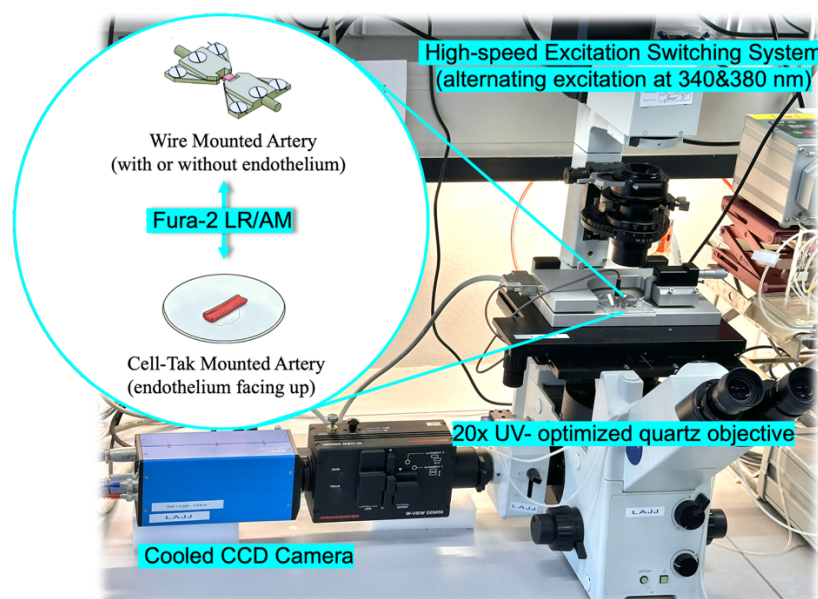 High-speed Excitation Switching System
(alternating excitation at 340&380 nm)
Wire Mounted Artery
(with or without endothelium)
Fura-2 LR/AM
Cell-Tak Mounted Artery
(endothelium facing up)
20x UV- optimized quartz objective
LAJJ
LAJJ
LAJJ
W-VIEW GEMINI
Cooled CCD Camera